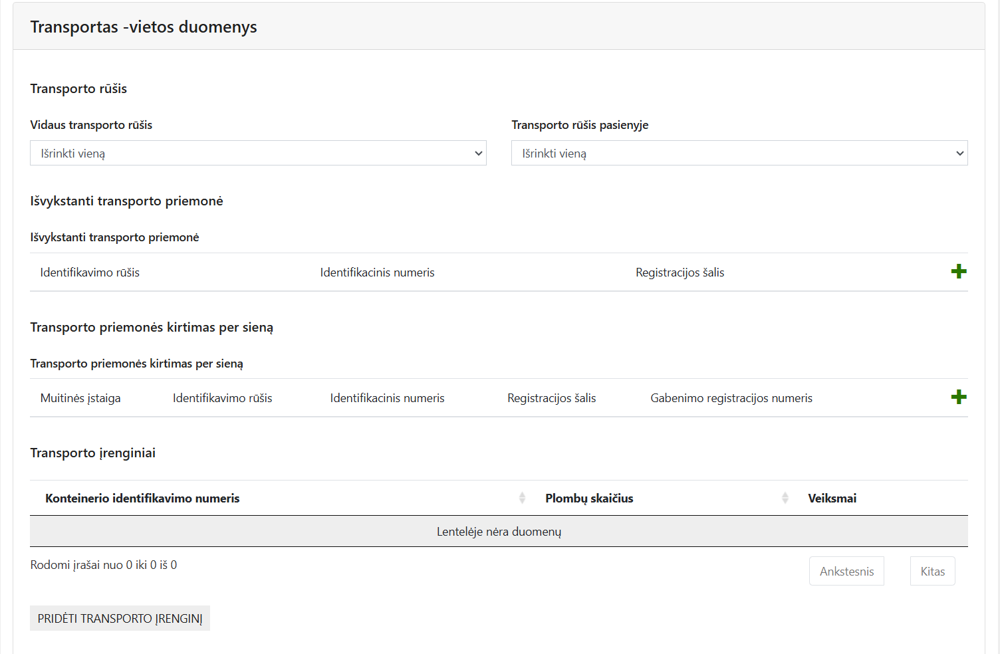 Transportas -vietos duomenys
Transporto rūšis
Vidaus transporto rūšis
Transporto rūšis pasienyje
Išrinkti vieną
Išrinkti vieną
Išvykstanti transporto priemonė
Išvykstanti transporto priemonė
Identifikavimo rūšis Identifikacinis numeris Registracijos šalis
Transporto priemonės kirtimas per sieną
Transporto priemonės kirtimas per sieną
Muitinės įstaiga Identifikavimo rūšis Identifikacinis numeris Registracijos šalis Gabenimo registracijos numeris
Transporto įrenginiai
Konteinerio identifikavimo numeris Plombų skaičius Veiksmai
Lentelėje nėra duomenų
Rodomi įrašai nuo 0 iki 0 iš 0
Ankstesnis Kitas
PRIDĖTI TRANSPORTO ĮRENGINĮ